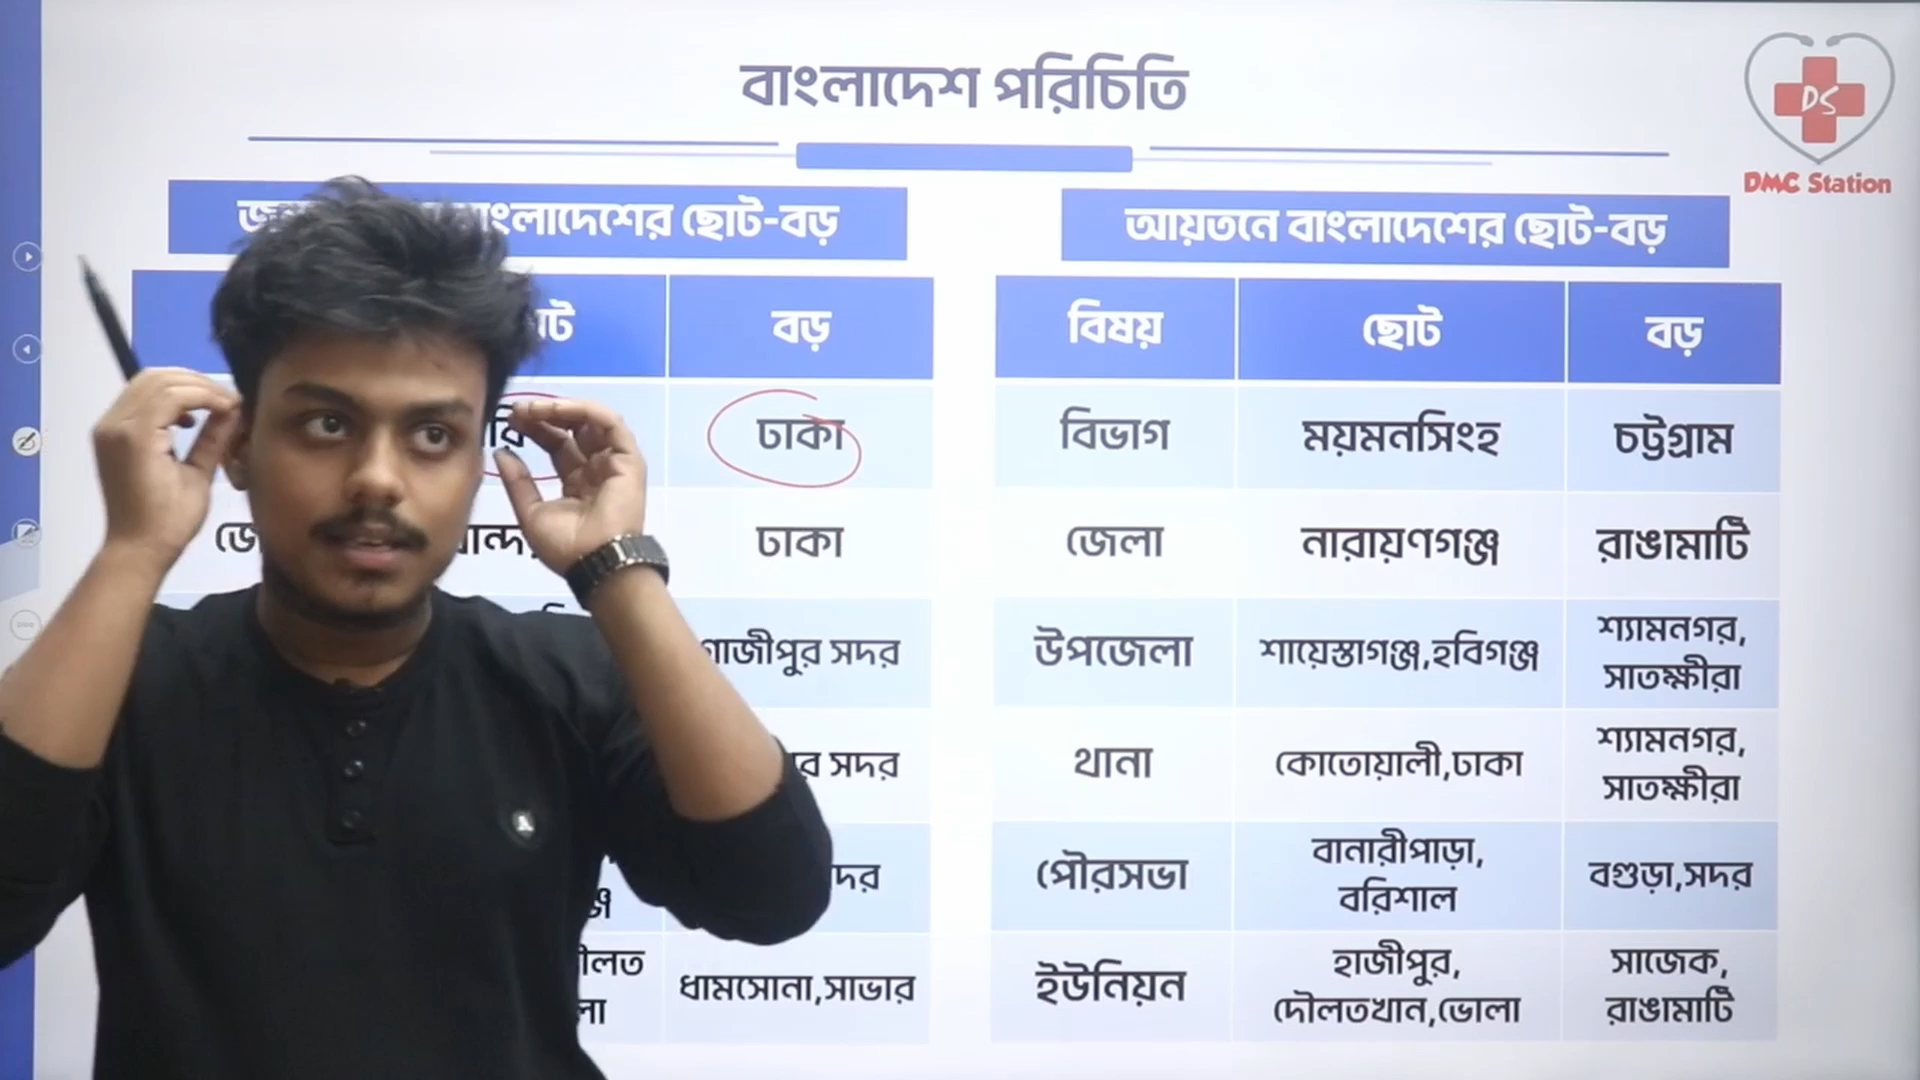 বাংলাদেশ পরিচিতি
DS
DMC Station
বাংলাদেশের ছোট-বড়
আয়তনে বাংলাদেশের ছোট-বড়
বড়
বিষয় ছোট বড়
ঢাকা
বিভাগ ময়মনসিংহ চট্টগ্রাম
ঢাকা
জেলা নারায়ণগঞ্জ রাঙামাটি
গাজীপুর সদর
উপজেলা শায়েস্তাগঞ্জ,হবিগঞ্জ শ্যামনগর,
সাতক্ষীরা
সদর
থানা কোতোয়ালী,ঢাকা শ্যামনগর,
সাতক্ষীরা
পৌরসভা বানারীপাড়া,
বরিশাল
বগুড়া,সদর
ধামসোনা,সাভার
ইউনিয়ন হাজীপুর,
দৌলতখান,ভোলা
সাজেক,
রাঙামাটি